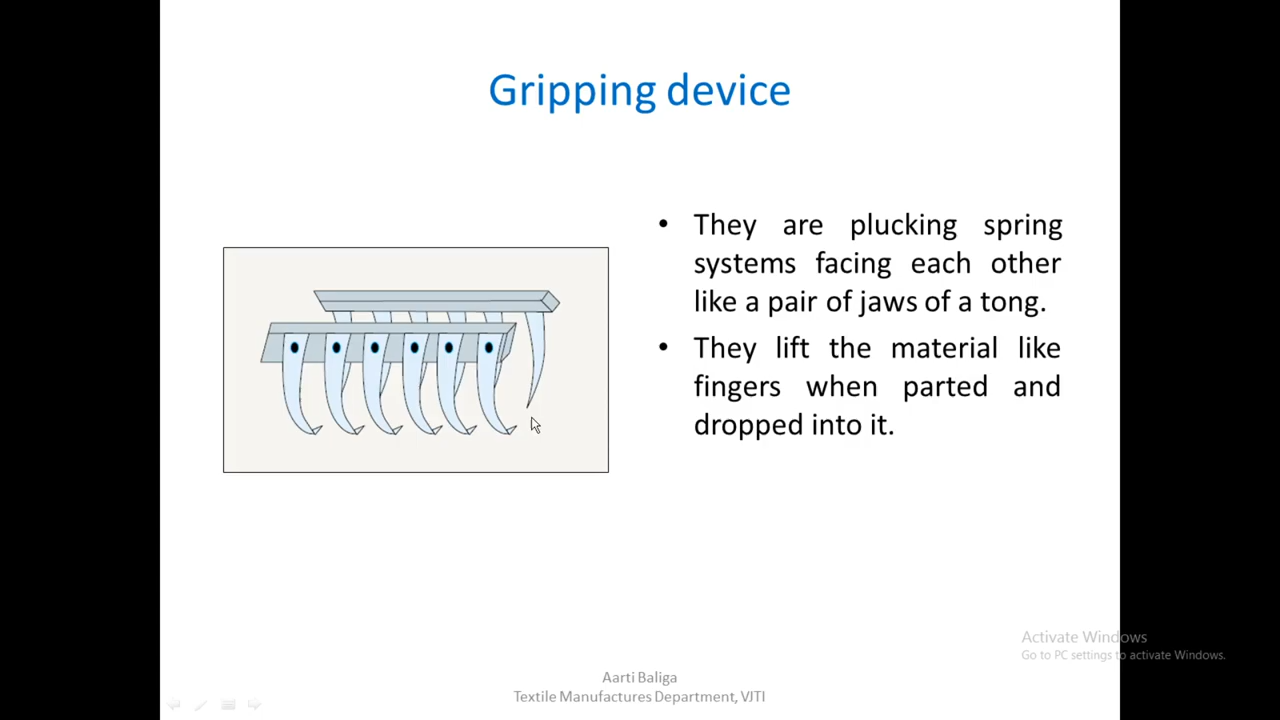 Gripping device
• They are plucking spring
systems facing each other
like a pair of jaws of a tong.
• They lift the material like
fingers when parted and
dropped into it.
Activate Windows
Go to PC settings to activate Windows.
Aarti Baliga
Textile Manufactures Department, VJTI